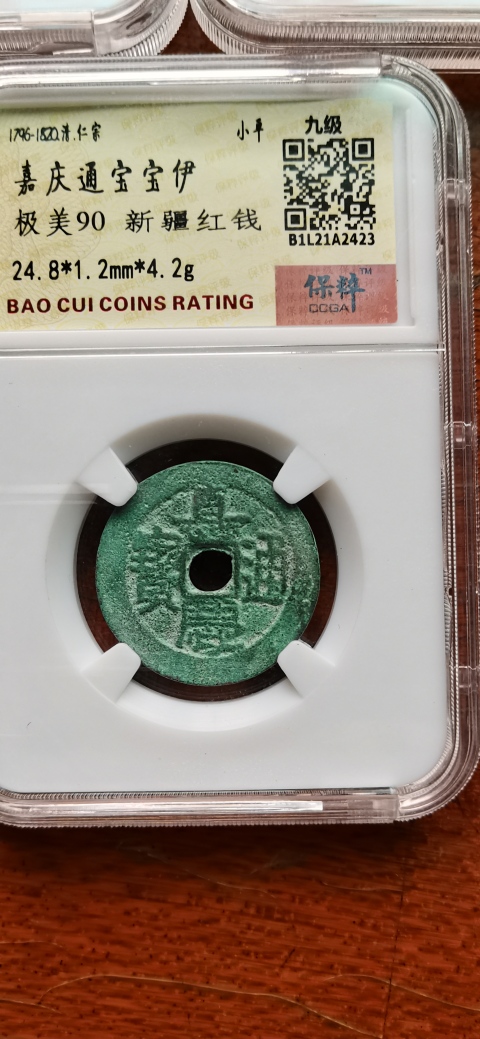 1796-1820.清.仁宗 小平 九级
嘉庆通宝宝伊
极美90 新疆红钱
B1L21A2423
24.8*1.2mm*4.2g
保粹™
CCGA
BAO CUI COINS RATING
嘉
寶 通
慶